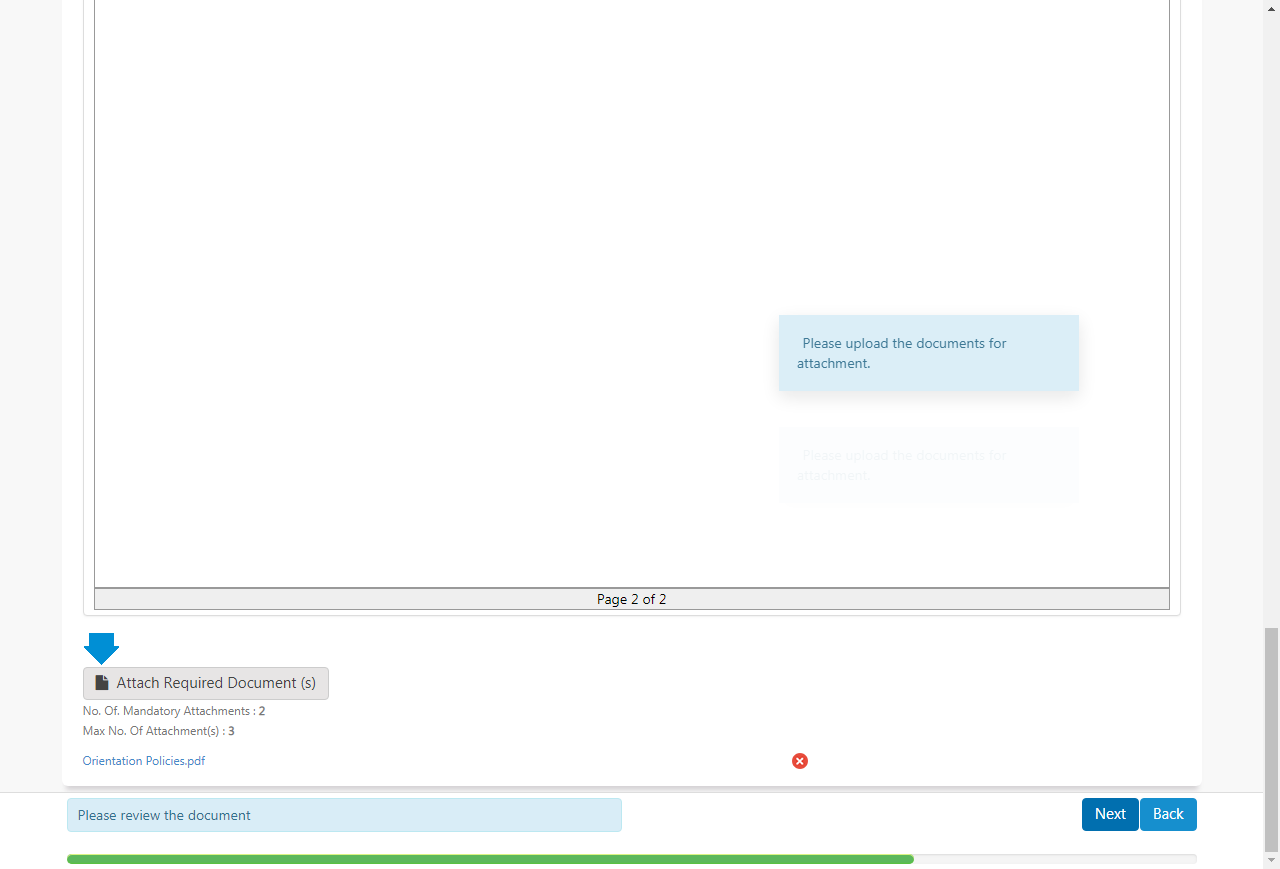 Please upload the documents for
attachment.
Please upload the documents for
attachment.
Page 2 of 2
Attach Required Document (s)
No. Of. Mandatory Attachments : 2
Max No. Of Attachment(s) : 3
Orientation Policies.pdf
Please review the document
Next
Back